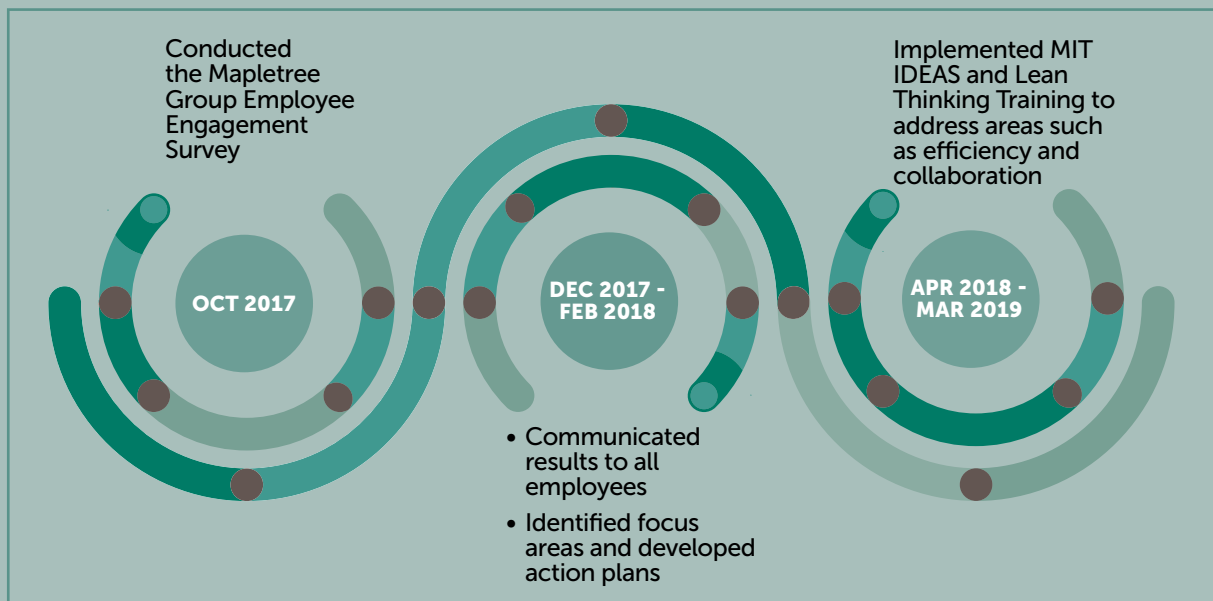 Conducted
the Mapletree
Group Employee
Engagement
Survey
OCT 2017
DEC 2017 -
FEB 2018
• Communicated
results to all
employees
• Identified focus
areas and developed
action plans
Implemented MIT
IDEAS and Lean
Thinking Training to
address areas such
as efficiency and
collaboration
APR 2018 -
MAR 2019